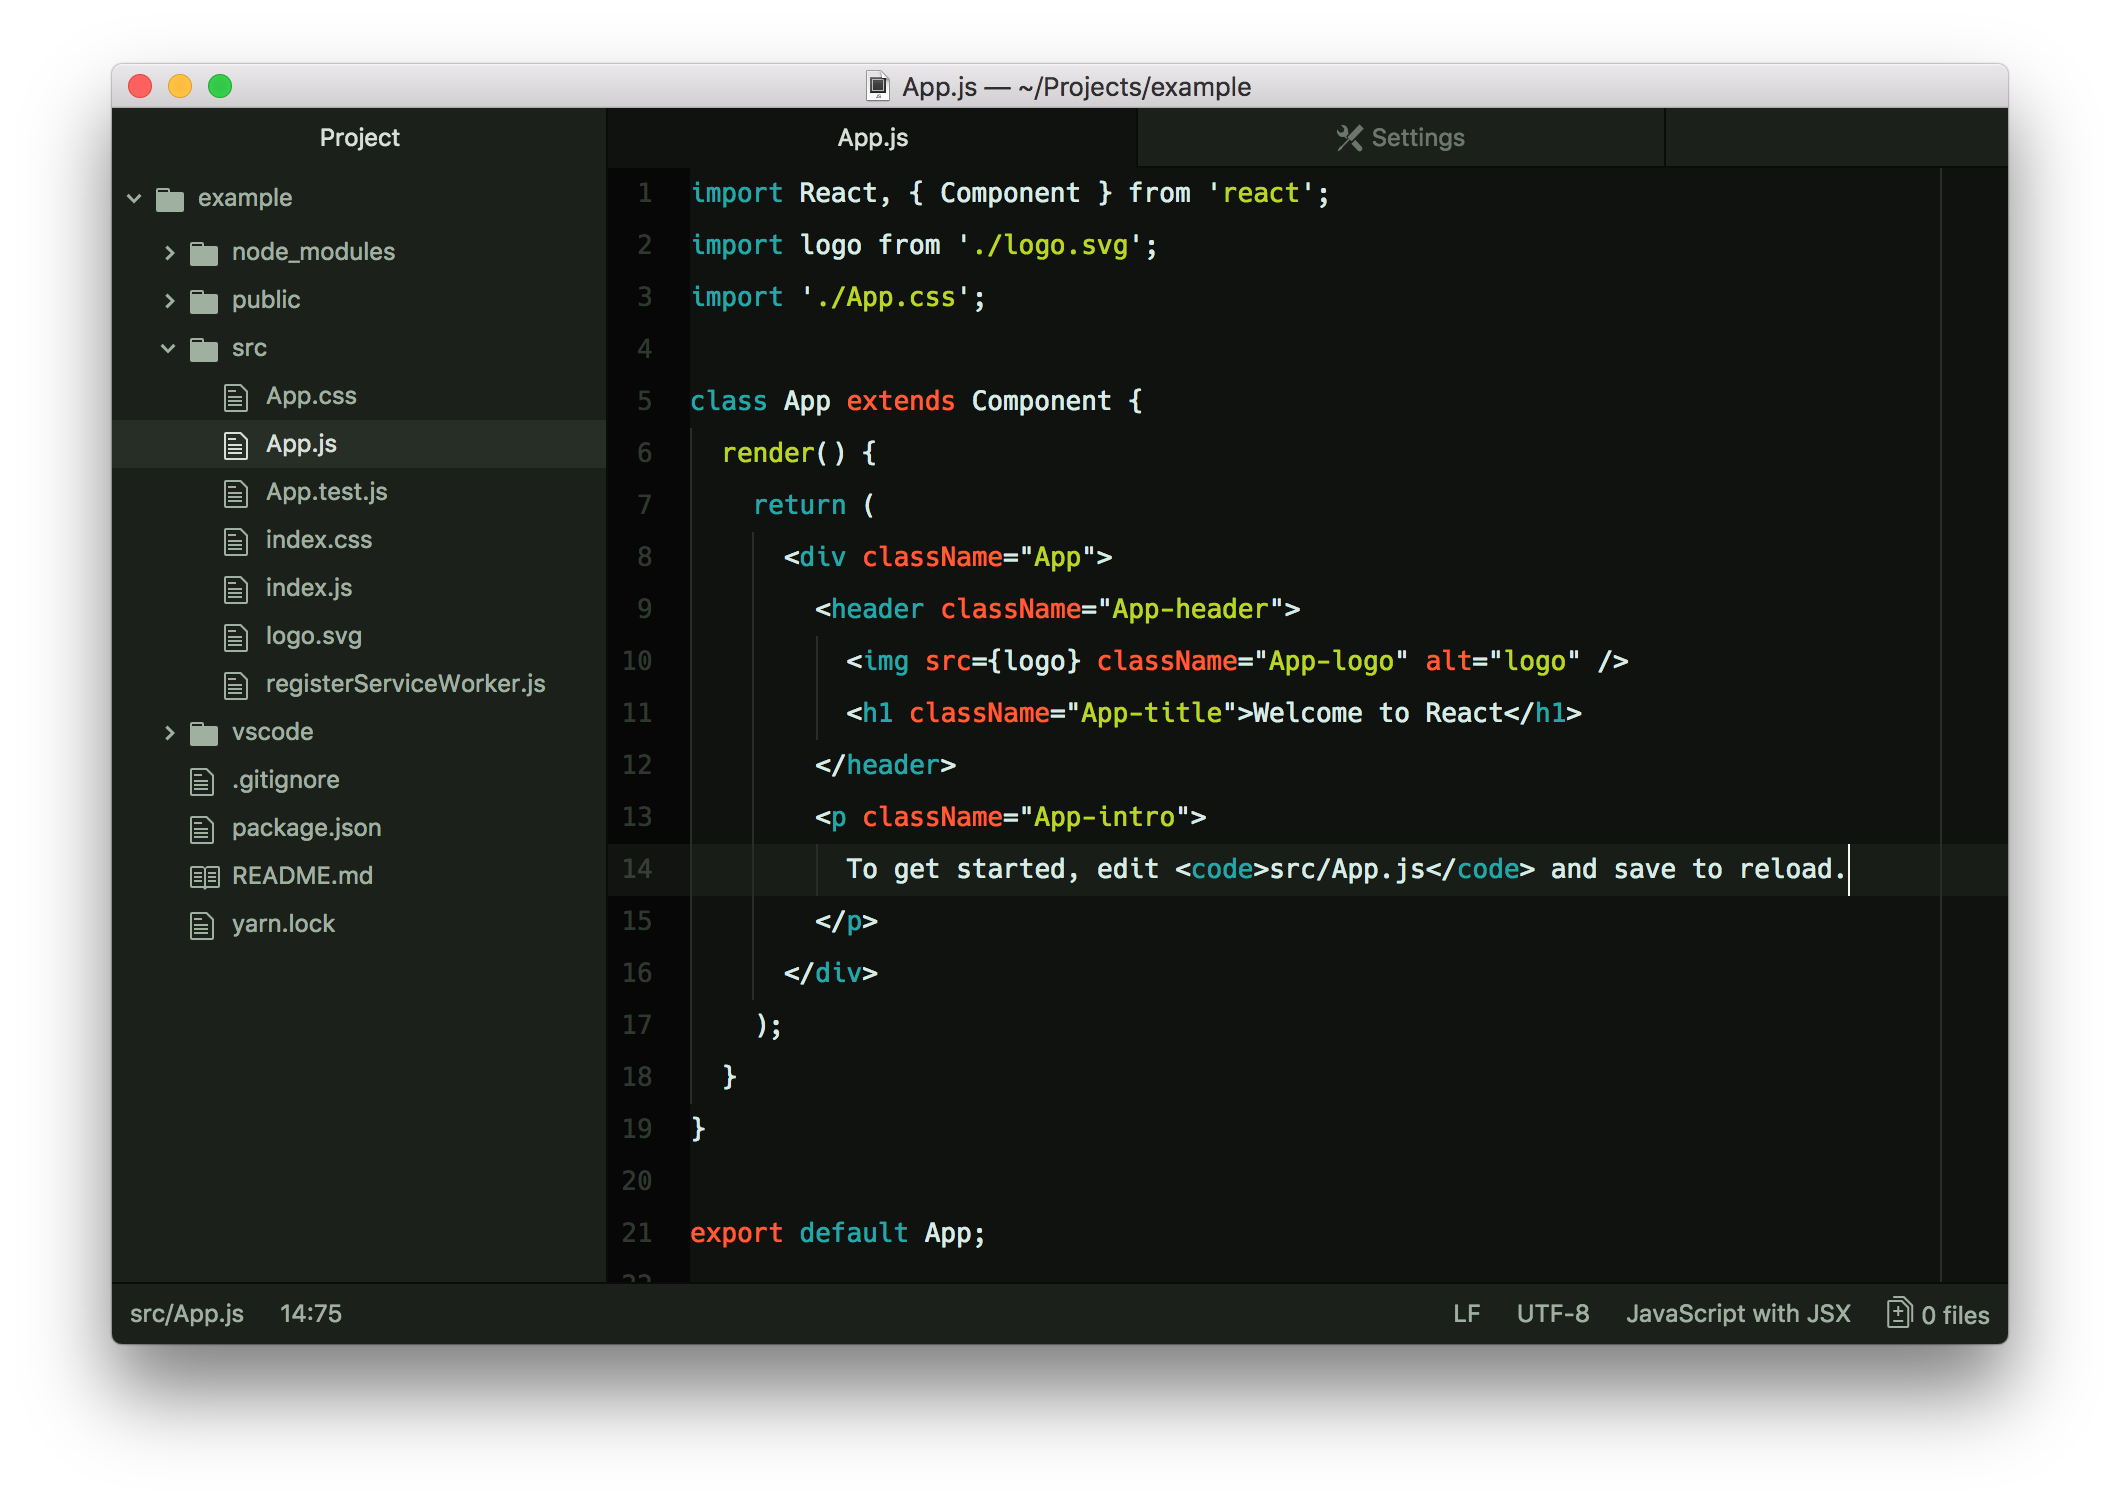 App.js — ~/Projects/example
Project
App.js
Settings
example
node_modules
public
src
App.css
App.js
App.test.js
index.css
index.js
logo.svg
registerServiceWorker.js
vscode
.gitignore
package.json
README.md
yarn.lock
1 import React, { Component } from 'react';
2 import logo from './logo.svg';
3 import './App.css';
4
5 class App extends Component {
6   render() {
7     return (
8       <div className="App">
9         <header className="App-header">
10           <img src={logo} className="App-logo" alt="logo" />
11           <h1 className="App-title">Welcome to React</h1>
12         </header>
13         <p className="App-intro">
14           To get started, edit <code>src/App.js</code> and save to reload.
15         </p>
16       </div>
17     );
18   }
19 }
20
21 export default App;
22
src/App.js 14:75
LF UTF-8 JavaScript with JSX 0 files